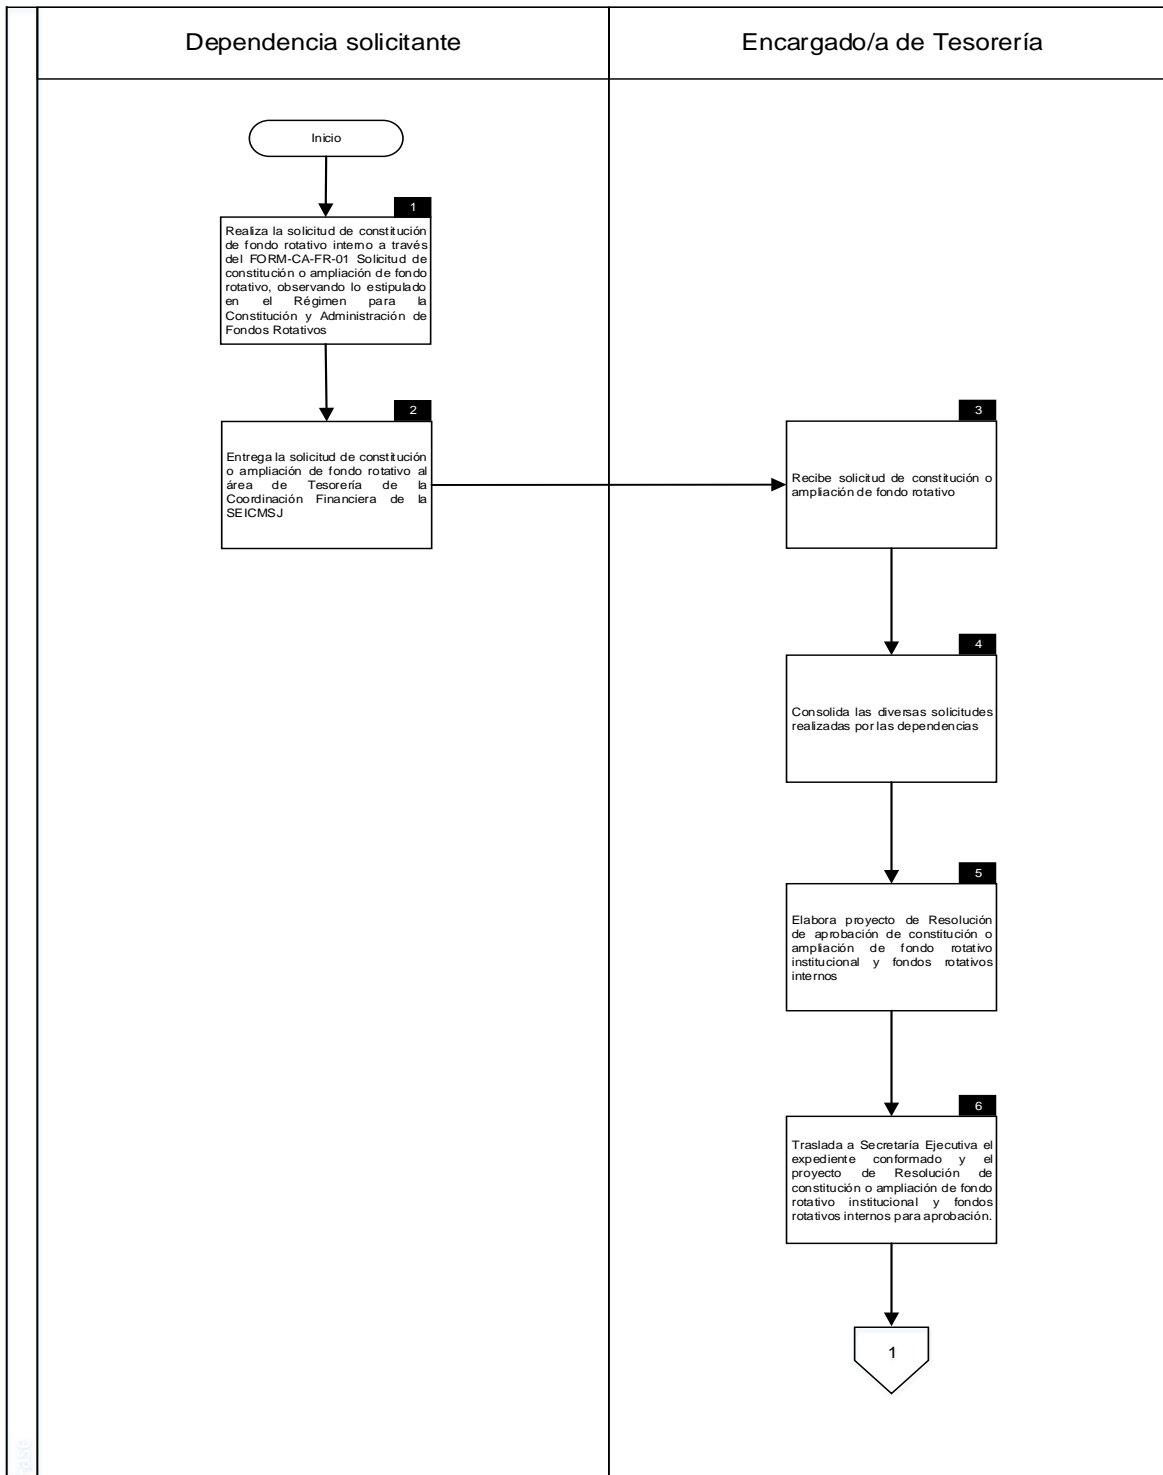 Dependencia solicitante
Encargado/a de Tesorería
Inicio
1
Realiza la solicitud de constitución
de fondo rotativo interno a través
del FORM-CA-FR-01 Solicitud de
constitución o ampliación de fondo
rotativo, observando lo estipulado
en el Régimen para la
Constitución y Administración de
Fondos Rotativos
2
Entrega la solicitud de constitución
o ampliación de fondo rotativo al
área de Tesorería de la
Coordinación Financiera de la
SEICMSJ
3
Recibe solicitud de constitución o
ampliación de fondo rotativo
4
Consolida las diversas solicitudes
realizadas por las dependencias
5
Elabora proyecto de Resolución
de aprobación de constitución o
ampliación de fondo rotativo
institucional y fondos rotativos
internos
6
Traslada a Secretaría Ejecutiva el
expediente conformado y el
proyecto de Resolución de
constitución o ampliación de fondo
rotativo institucional y fondos
rotativos internos para aprobación.
1
Fase